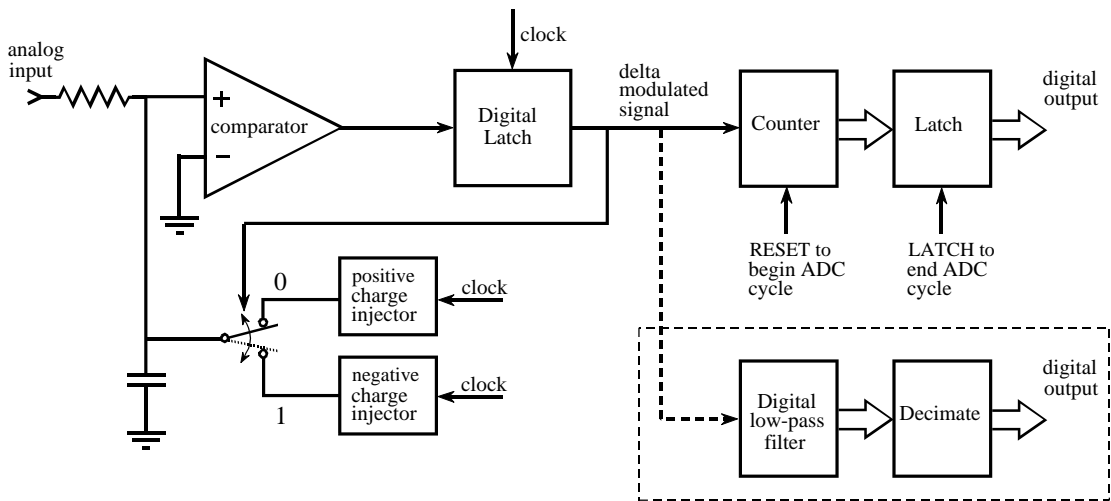 analog
input
+
−
comparator
clock
Digital
Latch
delta
modulated
signal
Counter
Latch
digital
output
RESET to
begin ADC
cycle
LATCH to
end ADC
cycle
0
positive
charge
injector
clock
1
negative
charge
injector
clock
Digital
low-pass
filter
Decimate
digital
output